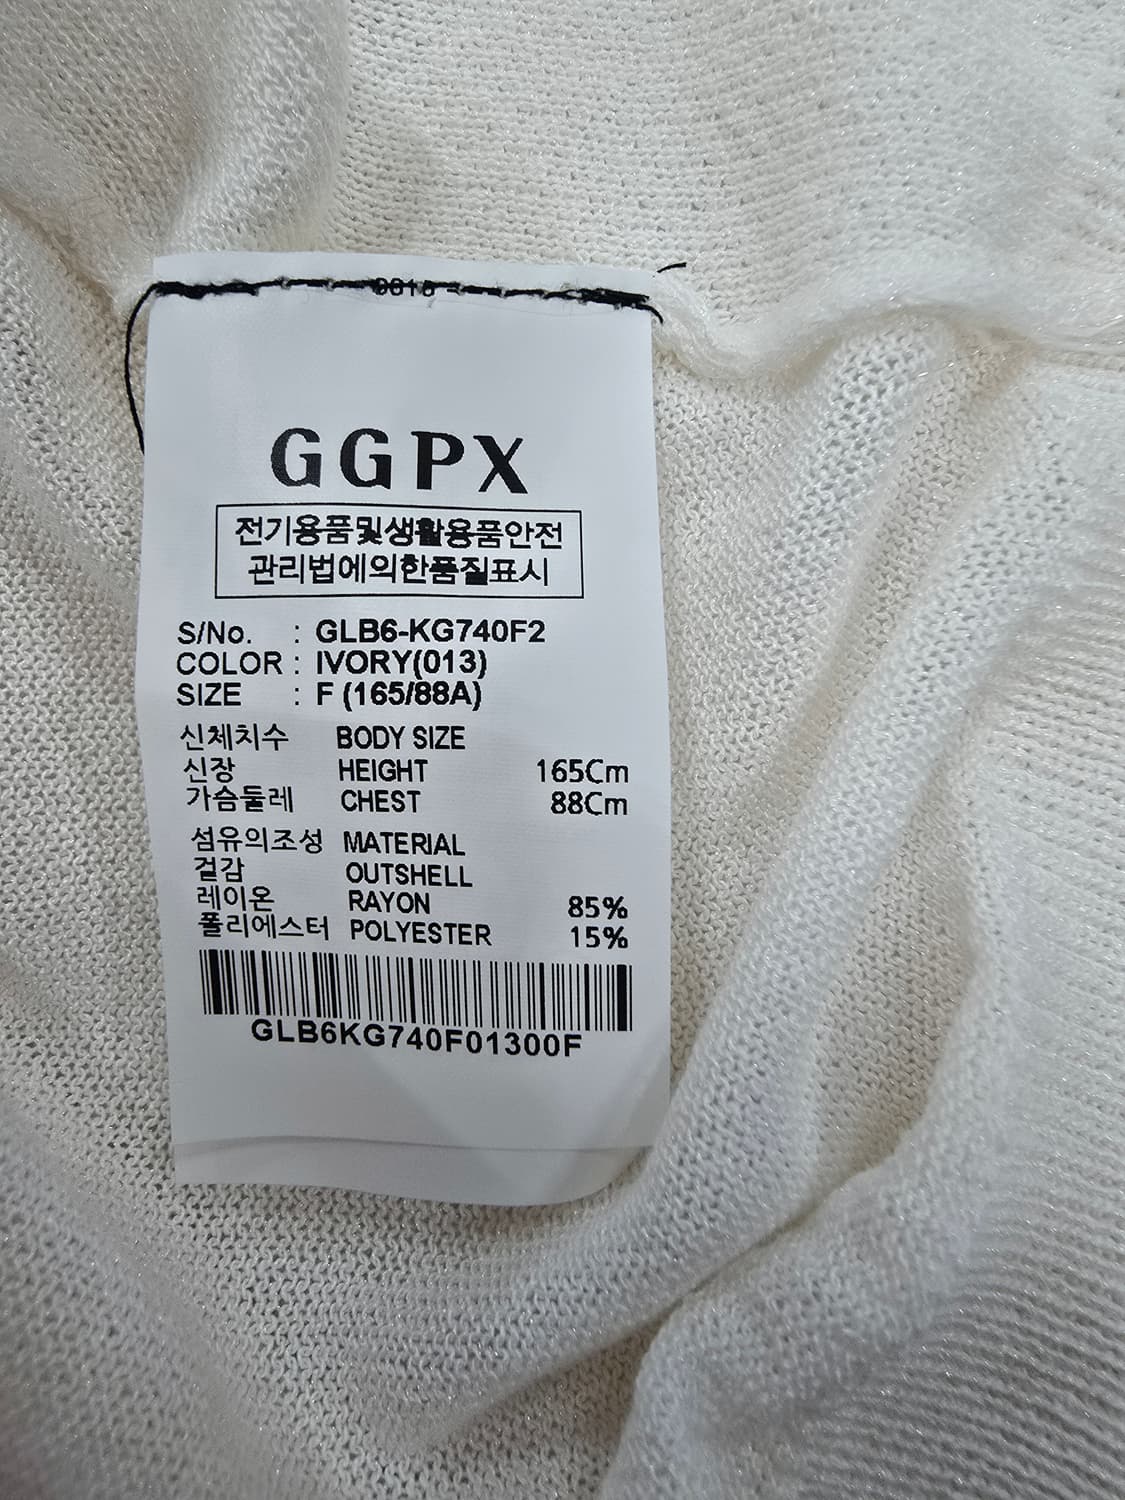 GGPX
전기용품및생활용품안전
관리법에의한품질표시
S/No. : GLB6-KG740F2
COLOR : IVORY(013)
SIZE : F (165/88A)
신체치수 BODY SIZE
신장 HEIGHT 165Cm
가슴둘레 CHEST 88Cm
섬유의조성 MATERIAL
겉감 OUTSHELL
레이온 RAYON 85%
폴리에스터 POLYESTER 15%
GLB6KG740F01300F